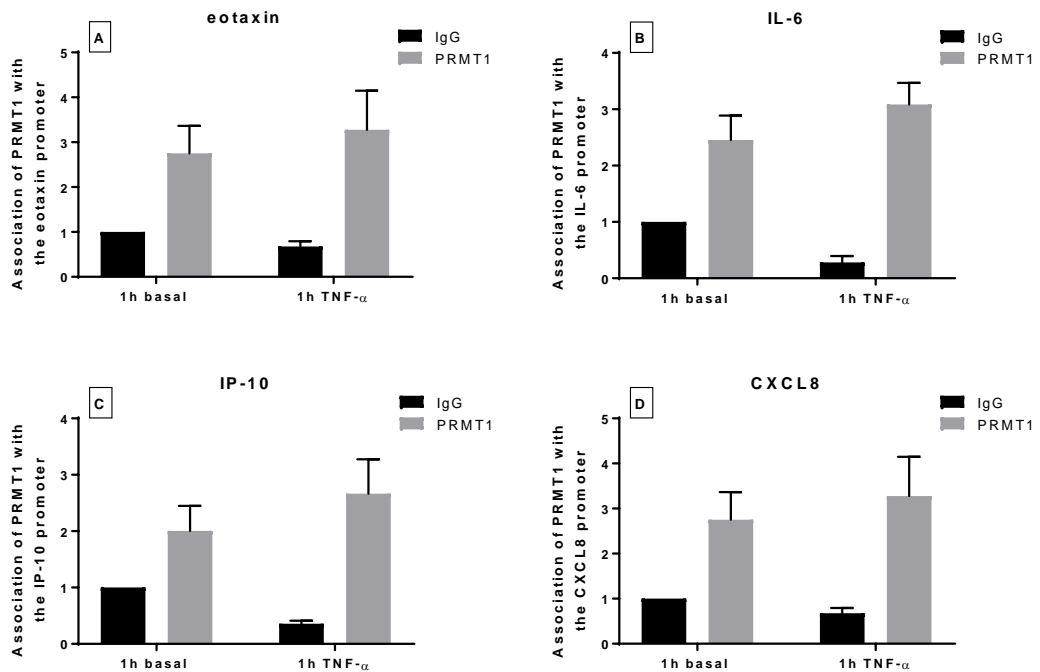 eotaxin
A
IgG
PRMT1
Association of PRMT1 with
the eotaxin promoter
5
4
3
2
1
0
1h basal
1h TNF-α
IL-6
B
IgG
PRMT1
Association of PRMT1 with
the IL-6 promoter
4
3
2
1
0
1h basal
1h TNF-α
IP-10
C
IgG
PRMT1
Association of PRMT1 with
the IP-10 promoter
4
3
2
1
0
1h basal
1h TNF-α
CXCL8
D
IgG
PRMT1
Association of PRMT1 with
the CXCL8 promoter
5
4
3
2
1
0
1h basal
1h TNF-α